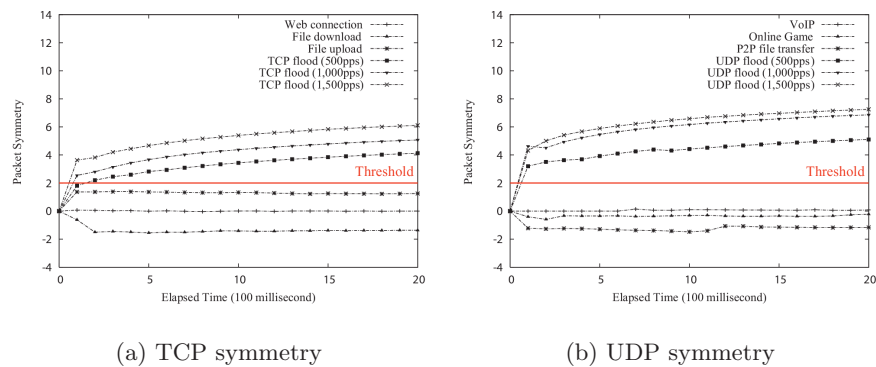 14
12
10
8
6
4
2
0
-2
-4
Packet Symmetry
Web connection
File download
File upload
TCP flood (500pps)
TCP flood (1,000pps)
TCP flood (1,500pps)
Threshold
0 5 10 15 20
Elapsed Time (100 millisecond)
(a) TCP symmetry
14
12
10
8
6
4
2
0
-2
-4
Packet Symmetry
VoIP
Online Game
P2P file transfer
UDP flood (500pps)
UDP flood (1,000pps)
UDP flood (1,500pps)
Threshold
0 5 10 15 20
Elapsed Time (100 millisecond)
(b) UDP symmetry